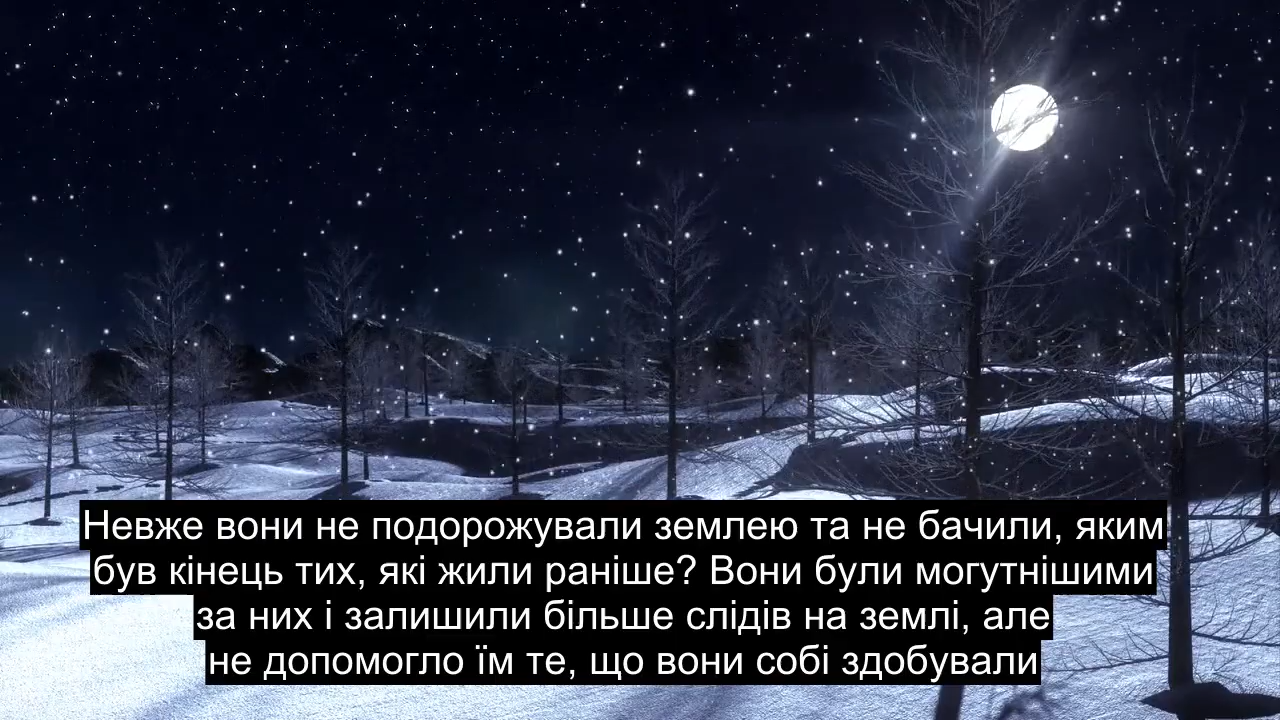 Невже вони не подорожували землею та не бачили, яким
був кінець тих, які жили раніше? Вони були могутнішими
за них і залишили більше слідів на землі, але
не допомогло їм те, що вони собі здобували